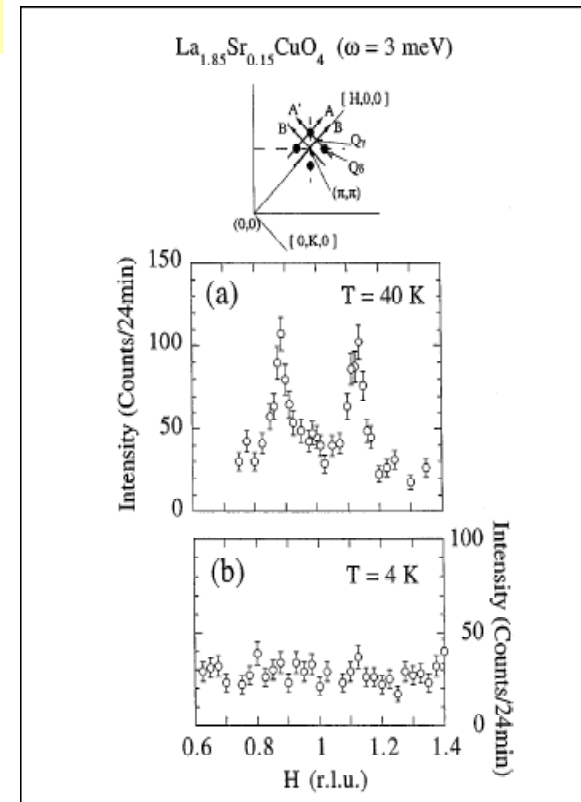 La1.85Sr0.15CuO4 (ω = 3 meV)
[H,0,0]
A' A
B' B
Qγ
Qδ
(π,π)
(0,0)
[0,K,0]
(a) T = 40 K
150
100
50
0
Intensity (Counts/24min)
(b) T = 4 K
100
50
0
Intensity (Counts/24min)
0.6 0.8 1 1.2 1.4
H (r.l.u.)